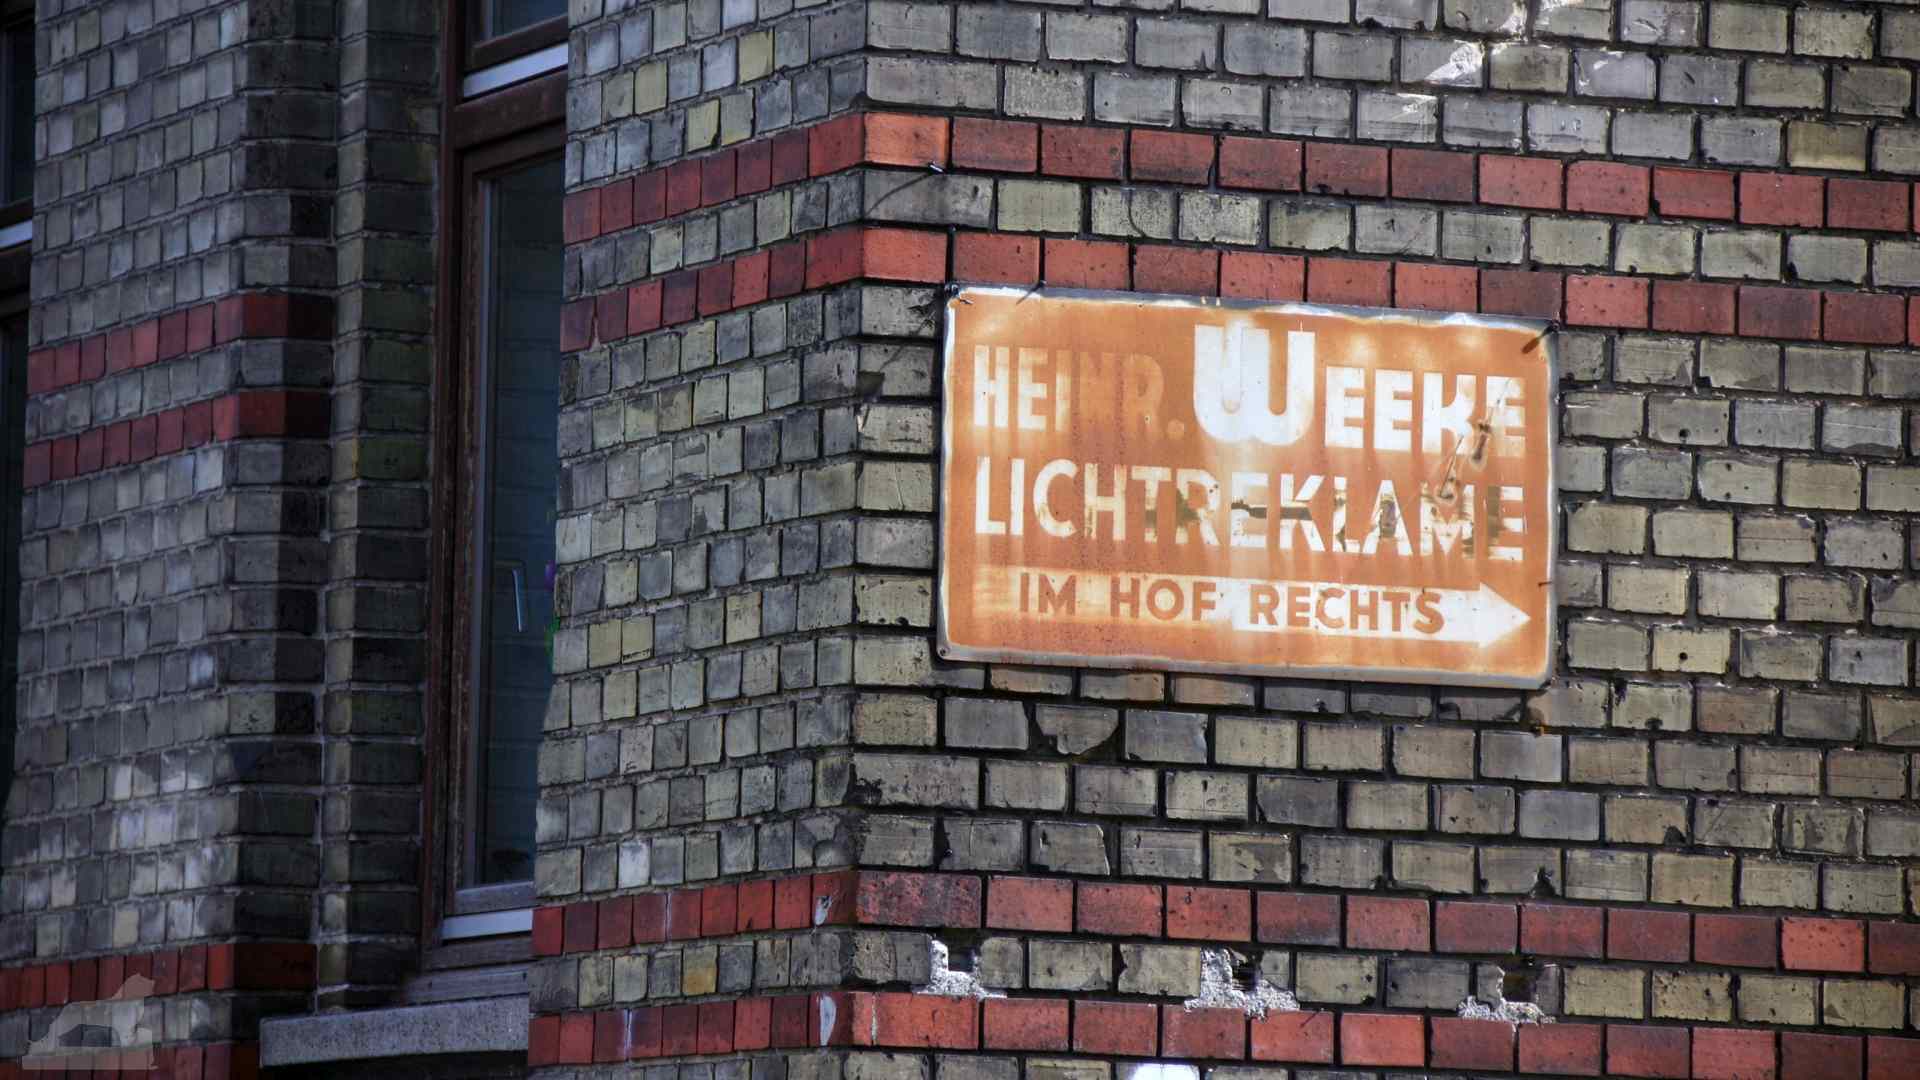 HEINR. WEEKE
LICHTREKLAME
IM HOF RECHTS